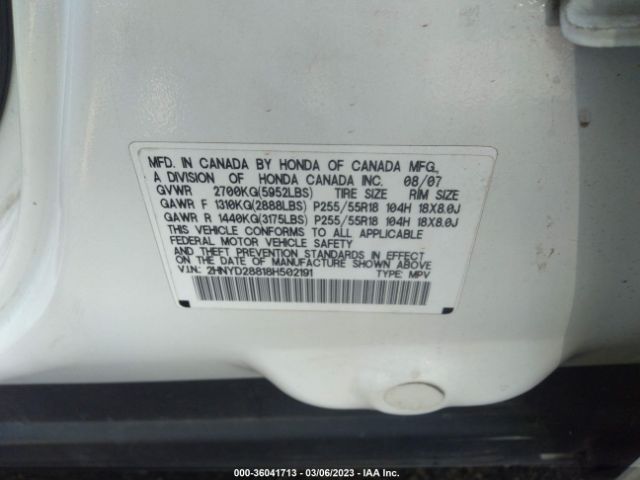 MFD. IN CANADA BY HONDA OF CANADA MFG.,
A DIVISION OF HONDA CANADA INC. 08/07
GVWR 2700KG(5952LBS) TIRE SIZE RIM SIZE
GAWR F 1310KG(2888LBS) P255/55R18 104H 18X8.0J
GAWR R 1440KG(3175LBS) P255/55R18 104H 18X8.0J
THIS VEHICLE CONFORMS TO ALL APPLICABLE
FEDERAL MOTOR VEHICLE SAFETY
AND THEFT PREVENTION STANDARDS IN EFFECT
ON THE DATE OF MANUFACTURE SHOWN ABOVE.
V.I.N.: 2HNYD28818H502191 TYPE: MPV
000-36041713 - 03/06/2023 - IAA Inc.